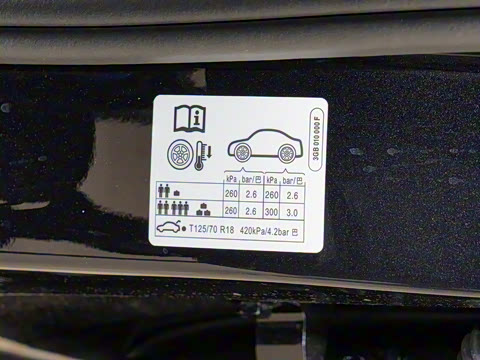 i
3GB 010 000 F
kPa bar/巴 kPa bar/巴
260 2.6 260 2.6
260 2.6 300 3.0
T125/70 R18 420kPa/4.2bar 巴